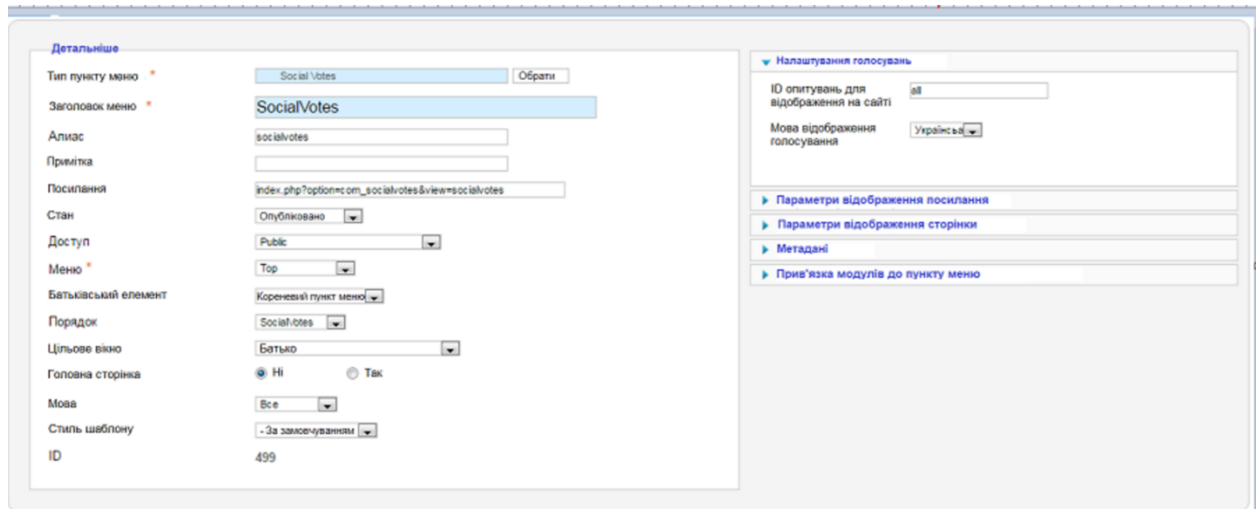 Детальніше
Тип пункту меню * Social Votes Обрати
Заголовок меню * SocialVotes
Алиас socialvotes
Примітка
Посилання index.php?option=com_socialvotes&view=socialvotes
Стан Опубліковано
Доступ Public
Меню * Top
Батьківський елемент Кореневий пункт меню
Порядок SocialVotes
Цільове вікно Батько
Головна сторінка Ні Так
Мова Все
Стиль шаблону - За замовчуванням
ID 499
Налаштування голосувань
ID опитувань для
відображення на сайті all
Мова відображення Українська
голосування
Параметри відображення посилання
Параметри відображення сторінки
Метадані
Прив'язка модулів до пункту меню